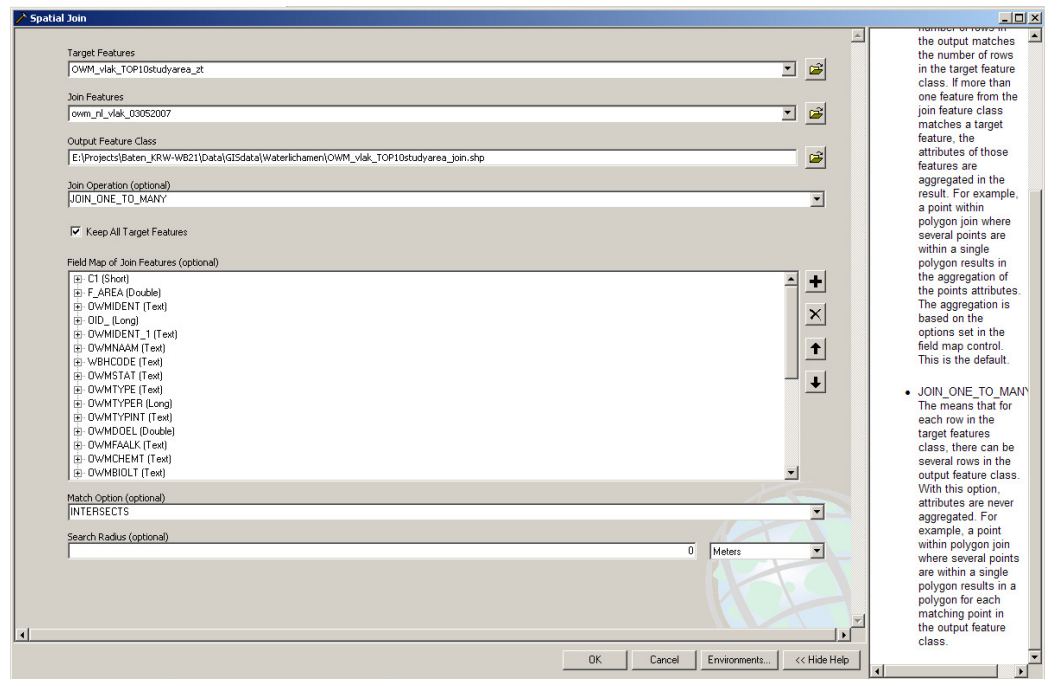 Spatial Join
Target Features
OWM_vlak_TOP10studyarea_zt
Join Features
owm_nl_vlak_03052007
Output Feature Class
E:\Projects\Baten_KRW-WB21\Data\GISdata\Waterlichamen\OWM_vlak_TOP10studyarea_join.shp
Join Operation (optional)
JOIN_ONE_TO_MANY
Keep All Target Features
Field Map of Join Features (optional)
C1 (Short)
F_AREA (Double)
OWMIDENT (Text)
OID_ (Long)
OWMIDENT_1 (Text)
OWMNAAM (Text)
WBHCODE (Text)
OWMSTAT (Text)
OWMTYPE (Text)
OWMTYPER (Long)
OWMTYPINT (Text)
OWMDOEL (Double)
OWMFAALK (Text)
OWMCHEMT (Text)
OWMBIOLT (Text)
Match Option (optional)
INTERSECTS
Search Radius (optional)
0 Meters
OK Cancel Environments... << Hide Help
number of rows in
the output matches
the number of rows
in the target feature
class. If more than
one feature from the
join feature class
matches a target
feature, the
attributes of those
features are
aggregated in the
result. For example,
a point within
polygon join where
several points are
within a single
polygon results in
the aggregation of
the points attributes.
The aggregation is
based on the
options set in the
field map control.
This is the default.
• JOIN_ONE_TO_MANY
The means that for
each row in the
target features
class, there can be
several rows in the
output feature class.
With this option,
attributes are never
aggregated. For
example, a point
within polygon join
where several points
are within a single
polygon results in a
polygon for each
matching point in
the output feature
class.